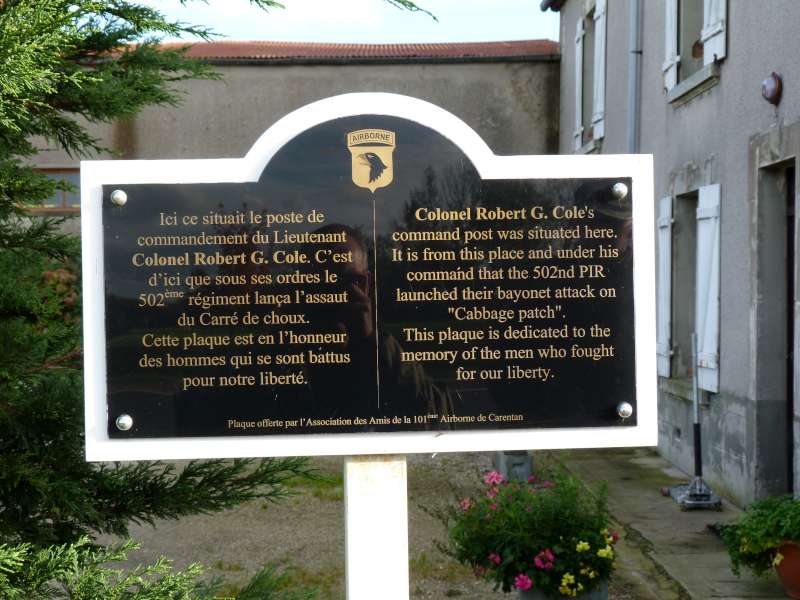 AIRBORNE
Ici ce situait le poste de
commandement du Lieutenant
Colonel Robert G. Cole. C'est
d'ici que sous ses ordres le
502ème régiment lança l'assaut
du Carré de choux.
Cette plaque est en l'honneur
des hommes qui se sont battus
pour notre liberté.
Colonel Robert G. Cole's
command post was situated here.
It is from this place and under his
command that the 502nd PIR
launched their bayonet attack on
"Cabbage patch".
This plaque is dedicated to the
memory of the men who fought
for our liberty.
Plaque offerte par l'Association des Amis de la 101ème Airborne de Carentan